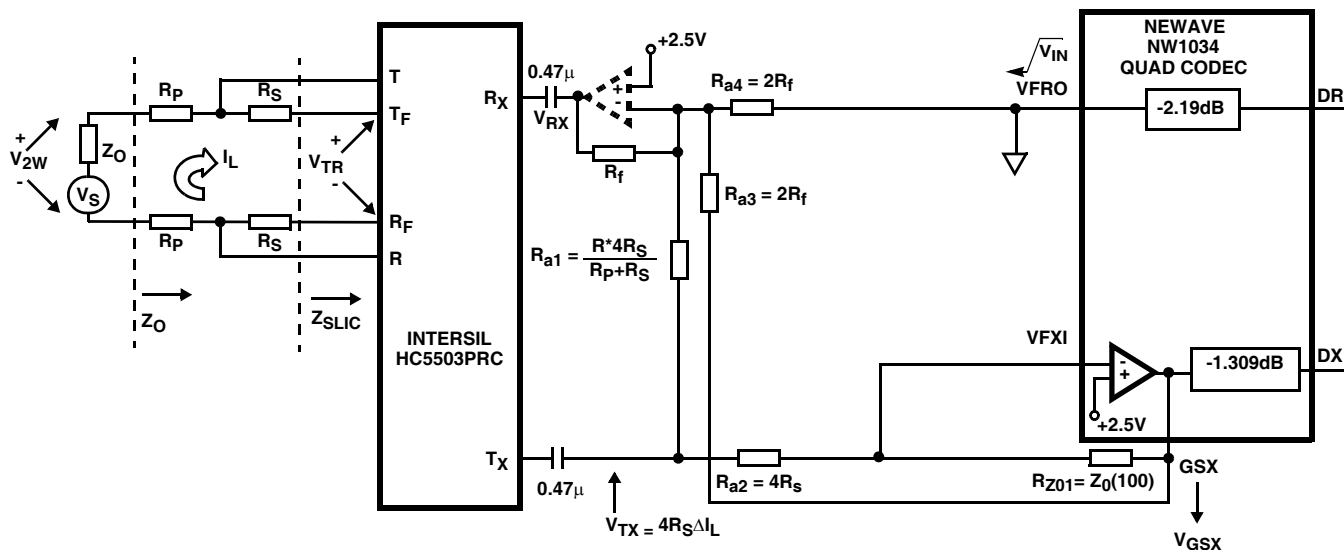 NEWAVE
NW1034
QUAD CODEC
+2.5V
√VIN
VFRO
-2.19dB
DR
0.47µ
RX
VRX
+
-
Ra4 = 2Rf
Rf
Ra3 = 2Rf
T
TF
RP
RS
+
V2W
-
ZO
VS
IL
+
VTR
-
RP
RS
RF
R
Ra1 = R*4RS
RP+RS
ZO
ZSLIC
INTERSIL
HC5503PRC
VFXI
-
+
+2.5V
-1.309dB
DX
TX
0.47µ
Ra2 = 4Rs
RZ01= Z0(100)
GSX
VTX = 4RSΔIL
VGSX